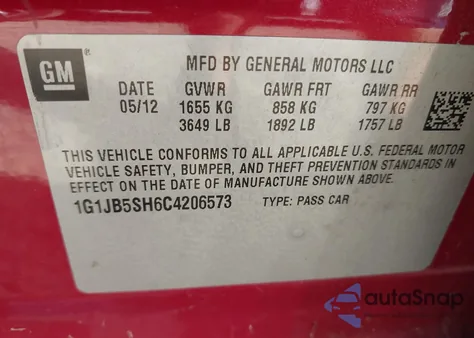 GM
MFD BY GENERAL MOTORS LLC
DATE GVWR GAWR FRT GAWR RR
05/12 1655 KG 858 KG 797 KG
3649 LB 1892 LB 1757 LB
THIS VEHICLE CONFORMS TO ALL APPLICABLE U.S. FEDERAL MOTOR
VEHICLE SAFETY, BUMPER, AND THEFT PREVENTION STANDARDS IN
EFFECT ON THE DATE OF MANUFACTURE SHOWN ABOVE.
1G1JB5SH6C4206573 TYPE: PASS CAR
autoSnap